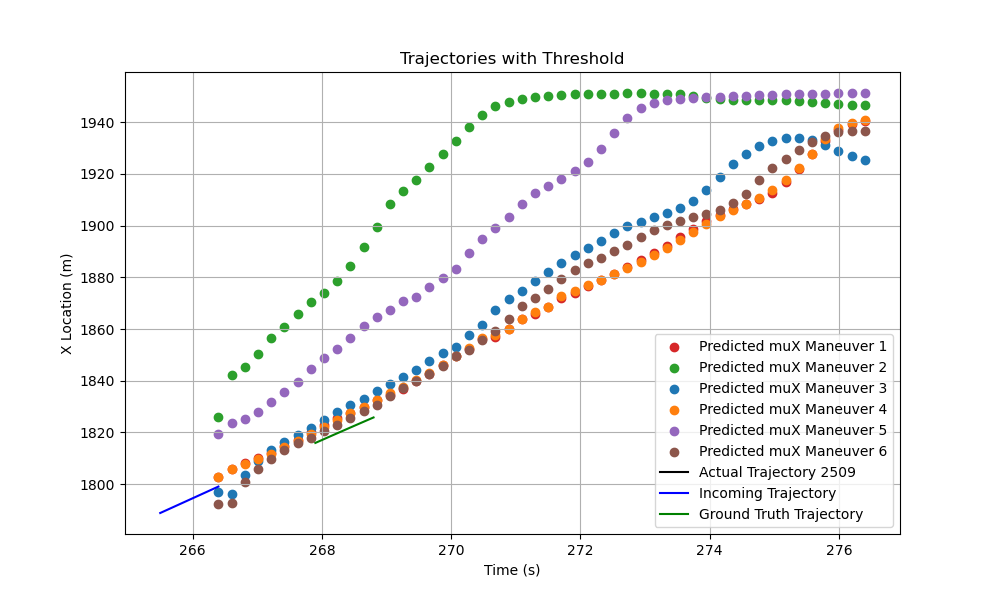 Trajectories with Threshold
X Location (m)
1940
1920
1900
1880
1860
1840
1820
1800
266
268
270
272
274
276
Time (s)
Predicted muX Maneuver 1
Predicted muX Maneuver 2
Predicted muX Maneuver 3
Predicted muX Maneuver 4
Predicted muX Maneuver 5
Predicted muX Maneuver 6
Actual Trajectory 2509
Incoming Trajectory
Ground Truth Trajectory